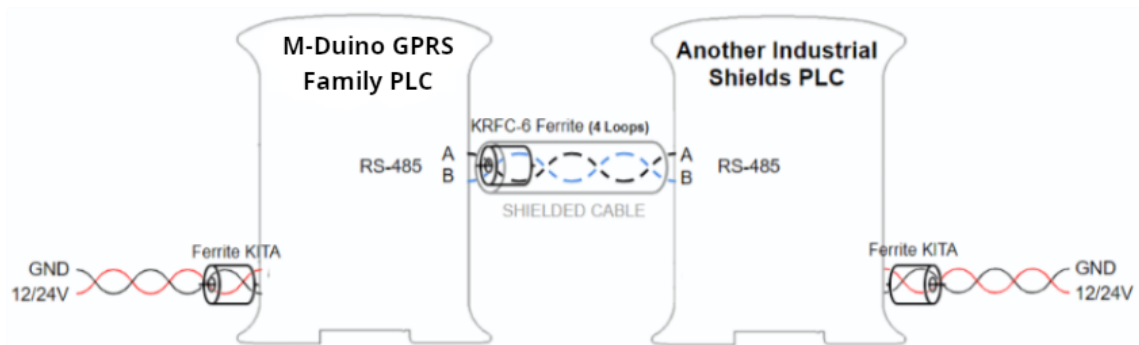 M-Duino GPRS
Family PLC
Another Industrial
Shields PLC
KRFC-6 Ferrite (4 Loops)
RS-485
A
B
A
B
RS-485
SHIELDED CABLE
Ferrite KITA
GND
12/24V
Ferrite KITA
GND
12/24V